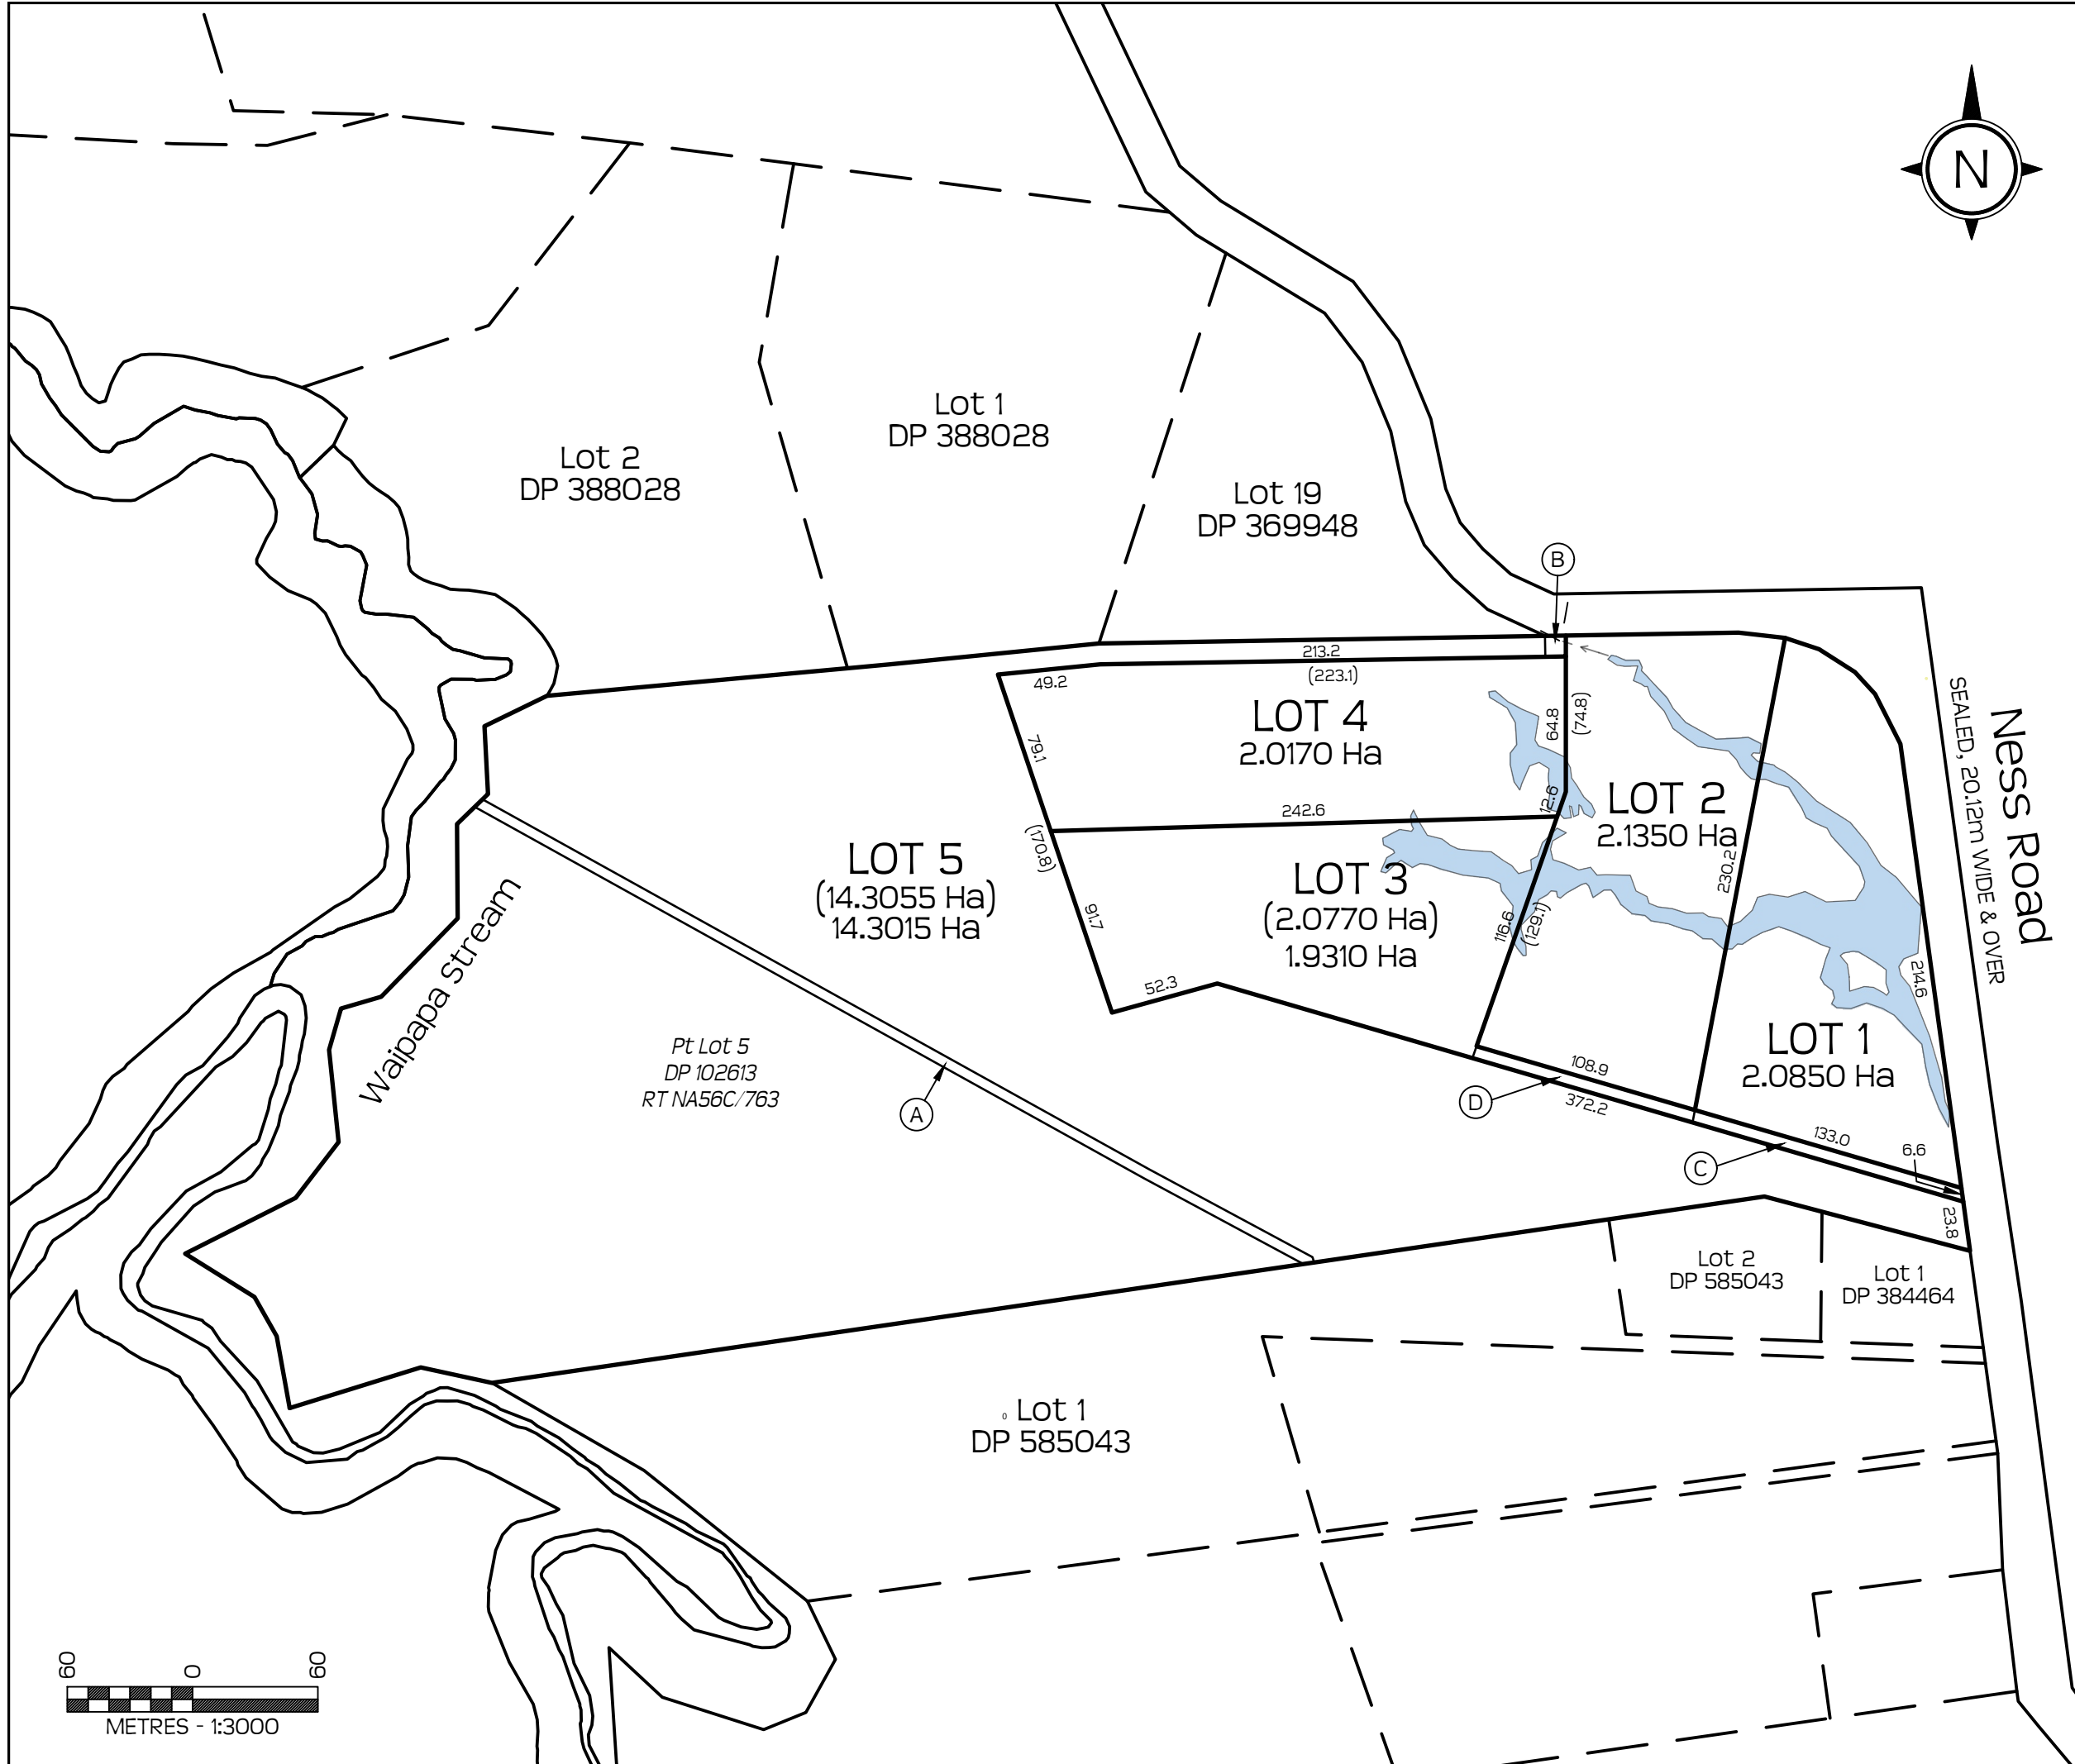 N
Lot 1
DP 388028
Lot 2
DP 388028
Lot 19
DP 369948
B
213.2
(223.1)
49.2
LOT 4
2.0170 Ha
64.8
(74.8)
79.1
12.6
242.6
LOT 2
2.1350 Ha
230.2
SEALED, 20.12m WIDE & OVER
Ness Road
LOT 5
(14.3055 Ha)
14.3015 Ha
(170.8)
91.7
LOT 3
(2.0770 Ha)
1.9310 Ha
116.6
(129.1)
52.3
214.6
Waipapa Stream
Pt Lot 5
DP 102613
RT NA56C/763
A
LOT 1
2.0850 Ha
108.9
D
372.2
133.0
C
6.6
23.8
Lot 2
DP 585043
Lot 1
DP 384464
0 Lot 1
DP 585043
60 0 60
METRES - 1:3000